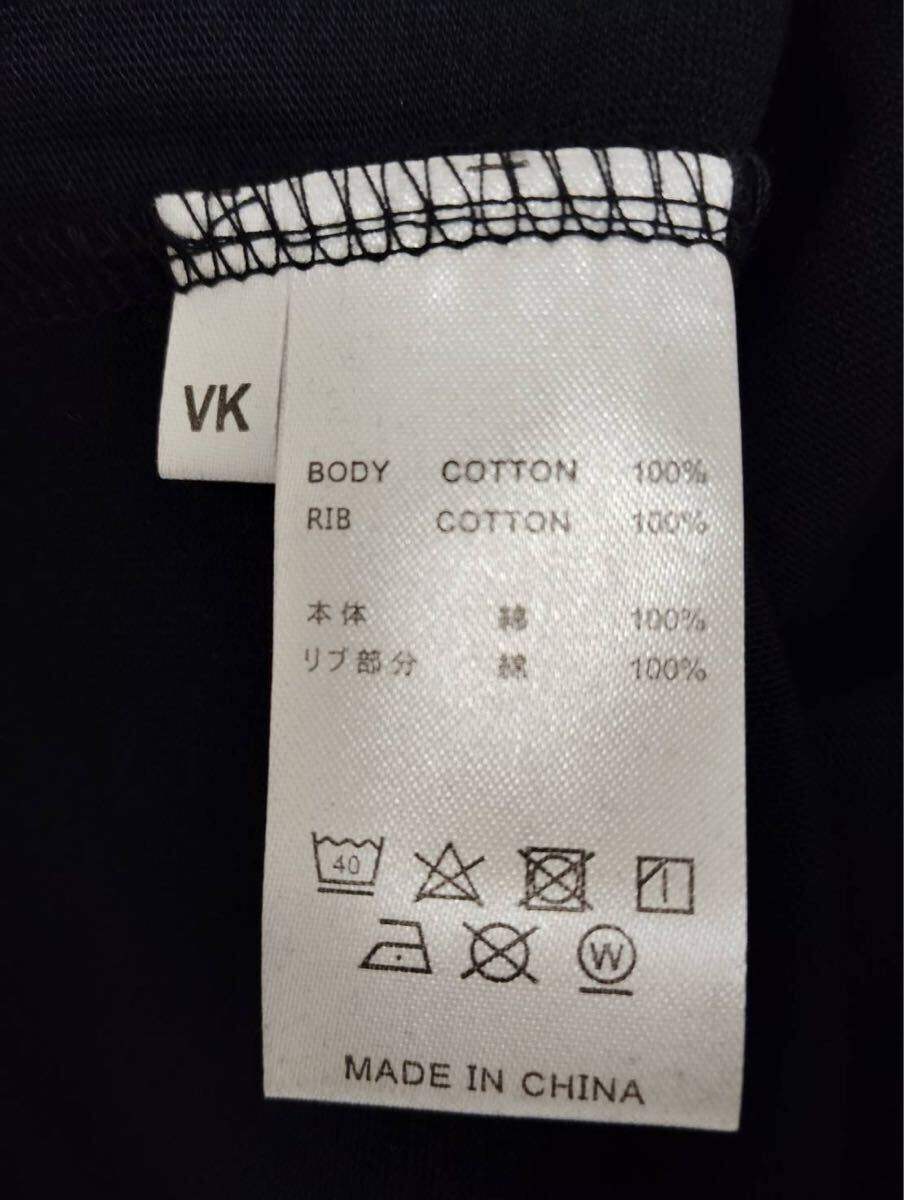 VK
BODY COTTON 100%
RIB COTTON 100%
本体 綿 100%
リブ部分 綿 100%
40
W
MADE IN CHINA